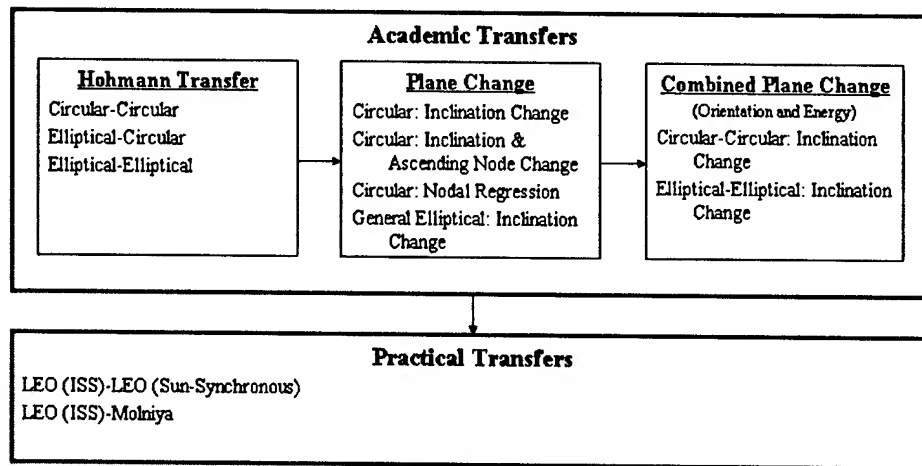 Academic Transfers
Hohmann Transfer
Circular-Circular
Elliptical-Circular
Elliptical-Elliptical
Plane Change
Circular: Inclination Change
Circular: Inclination &
Ascending Node Change
Circular: Nodal Regression
General Elliptical: Inclination
Change
Combined Plane Change
(Orientation and Energy)
Circular-Circular: Inclination
Change
Elliptical-Elliptical: Inclination
Change
Practical Transfers
LEO (ISS)-LEO (Sun-Synchronous)
LEO (ISS)-Molniya